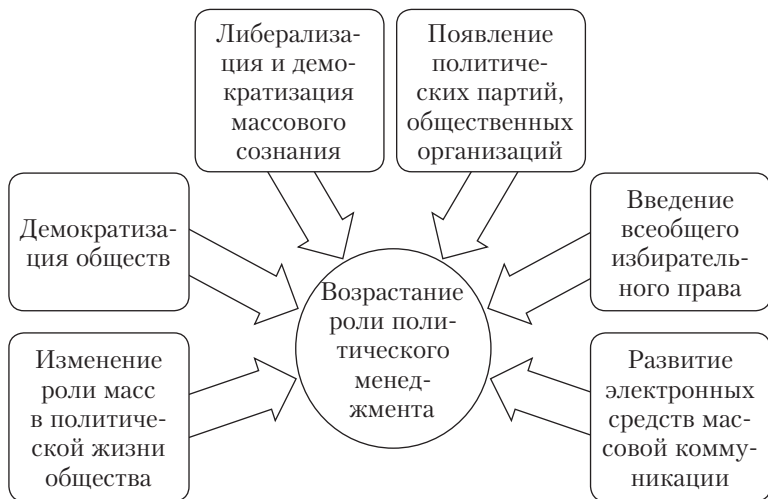 Либерализа-
ция и демо-
кратизация
массового
сознания
Появление
политиче-
ских партий,
общественных
организаций
Демократиза-
ция обществ
Введение
всеобщего
избиратель-
ного права
Возрастание
роли поли-
тического
менед-
жмента
Изменение
роли масс
в политиче-
ской жизни
общества
Развитие
электронных
средств мас-
совой комму-
никации